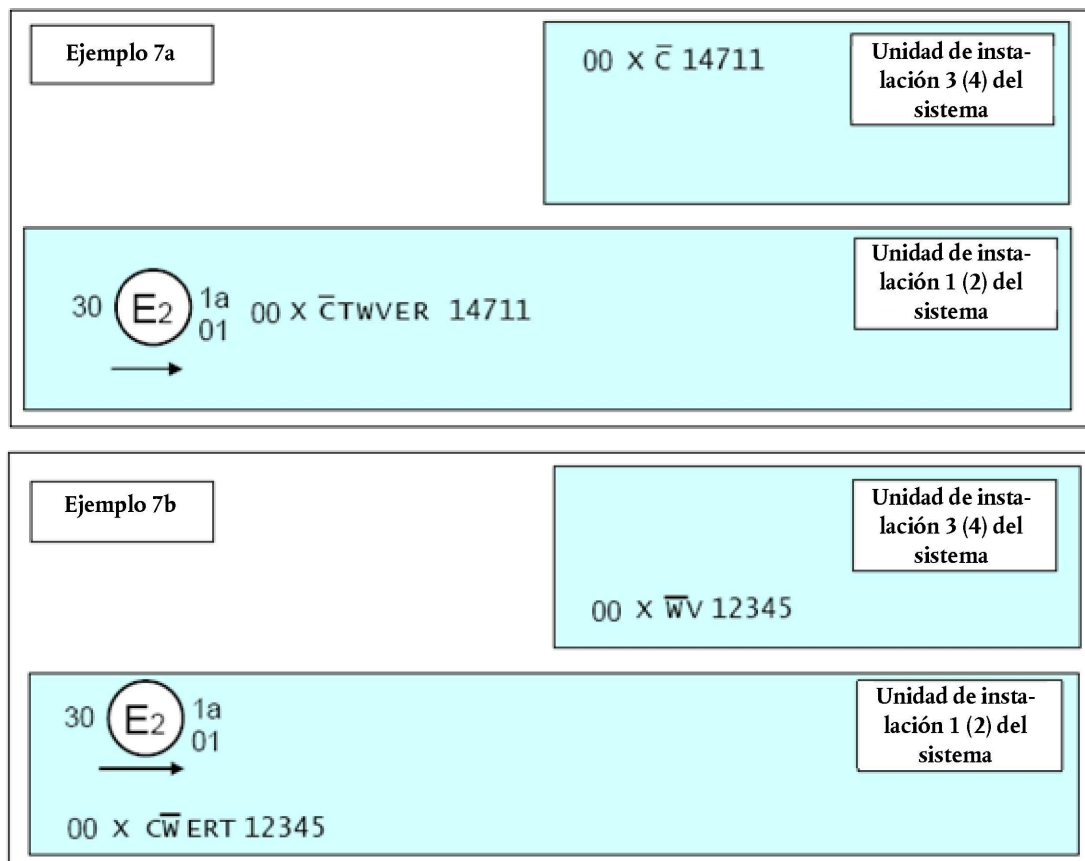 Ejemplo 7a
00 X C̅ 14711
Unidad de insta-
lación 3 (4) del
sistema
Unidad de insta-
lación 1 (2) del
sistema
30 E2 1a
01
00 X C̅TWVER 14711
Ejemplo 7b
Unidad de insta-
lación 3 (4) del
sistema
00 X W̅V 12345
Unidad de insta-
lación 1 (2) del
sistema
30 E2 1a
01
00 X CW̅ERT 12345